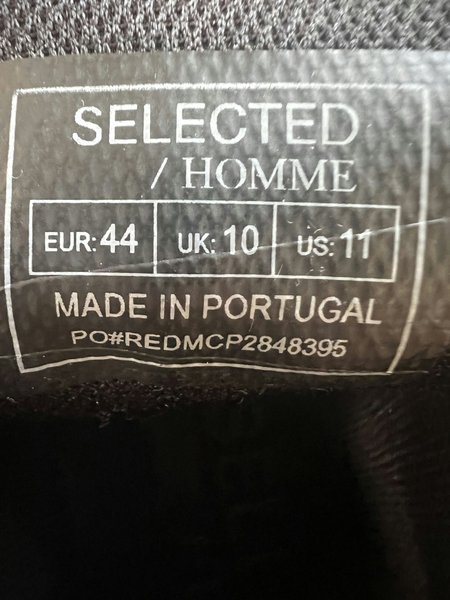 SELECTED
/ HOMME
EUR: 44 UK: 10 US: 11
MADE IN PORTUGAL
PO#REDMCP2848395